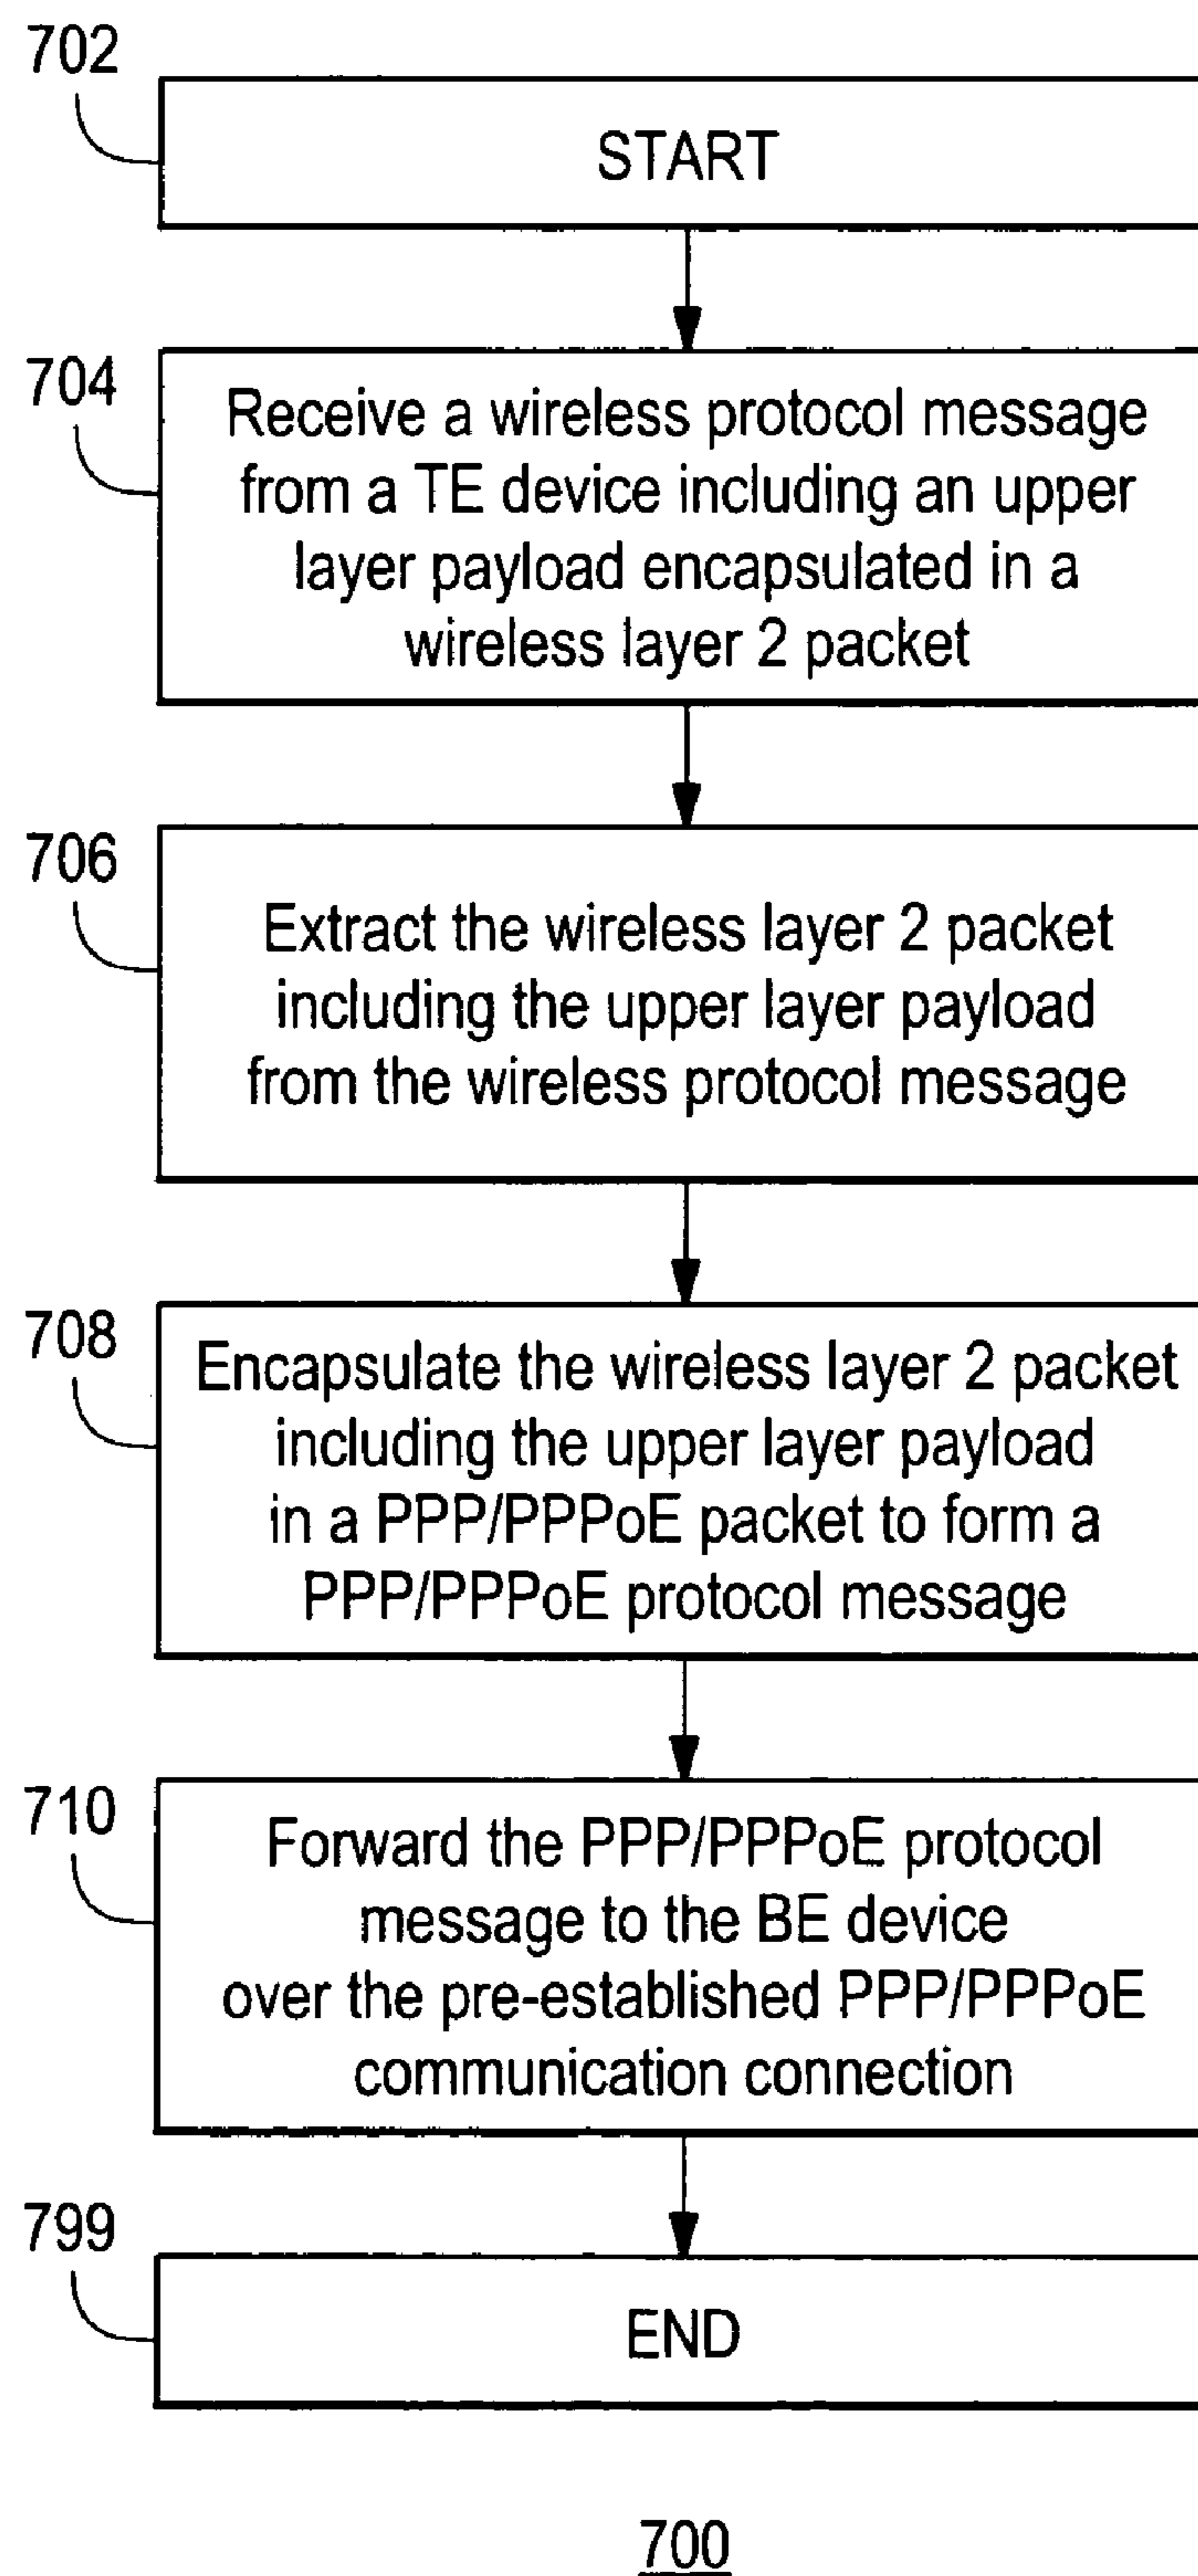 702
START
704
Receive a wireless protocol message
from a TE device including an upper
layer payload encapsulated in a
wireless layer 2 packet
706
Extract the wireless layer 2 packet
including the upper layer payload
from the wireless protocol message
708
Encapsulate the wireless layer 2 packet
including the upper layer payload
in a PPP/PPPoE packet to form a
PPP/PPPoE protocol message
710
Forward the PPP/PPPoE protocol
message to the BE device
over the pre-established PPP/PPPoE
communication connection
799
END
700